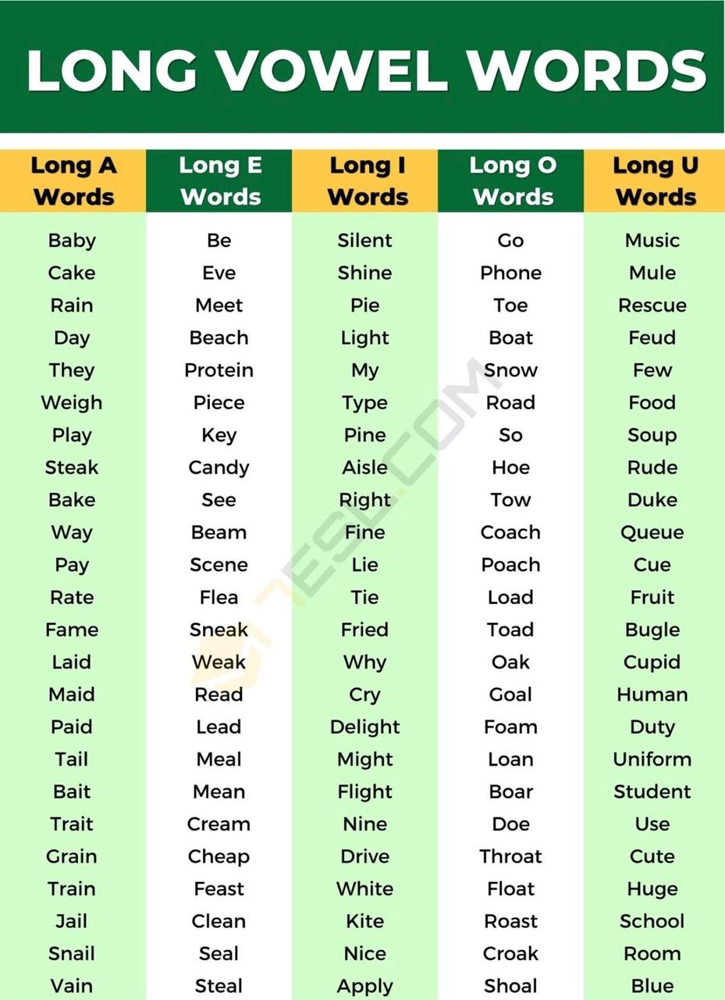 LONG VOWEL WORDS
Long A Words Long E Words Long I Words Long O Words Long U Words
Baby Be Silent Go Music
Cake Eve Shine Phone Mule
Rain Meet Pie Toe Rescue
Day Beach Light Boat Feud
They Protein My Snow Few
Weigh Piece Type Road Food
Play Key Pine So Soup
Steak Candy Aisle Hoe Rude
Bake See Right Tow Duke
Way Beam Fine Coach Queue
Pay Scene Lie Poach Cue
Rate Flea Tie Load Fruit
Fame Sneak Fried Toad Bugle
Laid Weak Why Oak Cupid
Maid Read Cry Goal Human
Paid Lead Delight Foam Duty
Tail Meal Might Loan Uniform
Bait Mean Flight Boar Student
Trait Cream Nine Doe Use
Grain Cheap Drive Throat Cute
Train Feast White Float Huge
Jail Clean Kite Roast School
Snail Seal Nice Croak Room
Vain Steal Apply Shoal Blue
7ESL.COM